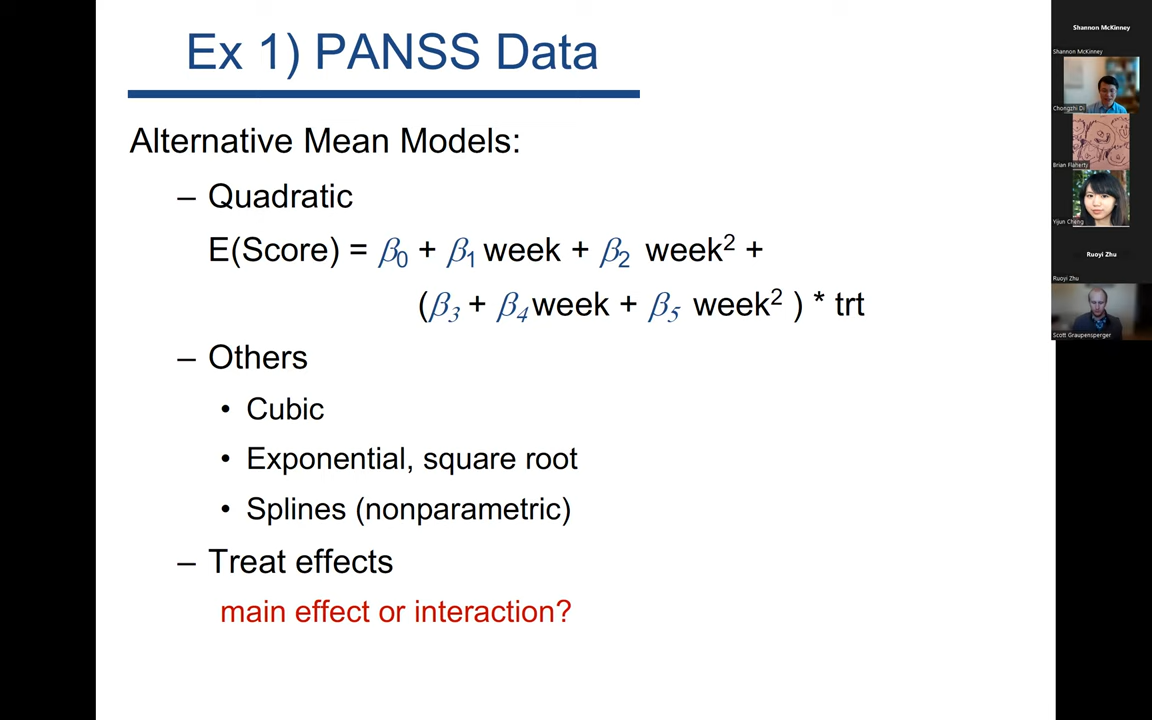 Ex 1) PANSS Data
Alternative Mean Models:
– Quadratic
E(Score) = β₀ + β₁ week + β₂ week² +
(β₃ + β₄ week + β₅ week² ) * trt
– Others
• Cubic
• Exponential, square root
• Splines (nonparametric)
– Treat effects
main effect or interaction?
Shannon McKinney
Shannon McKinney
Chongzhi Di
Brian Flaherty
Yijun Cheng
Ruoyi Zhu
Ruoyi Zhu
Scott Graupensperger